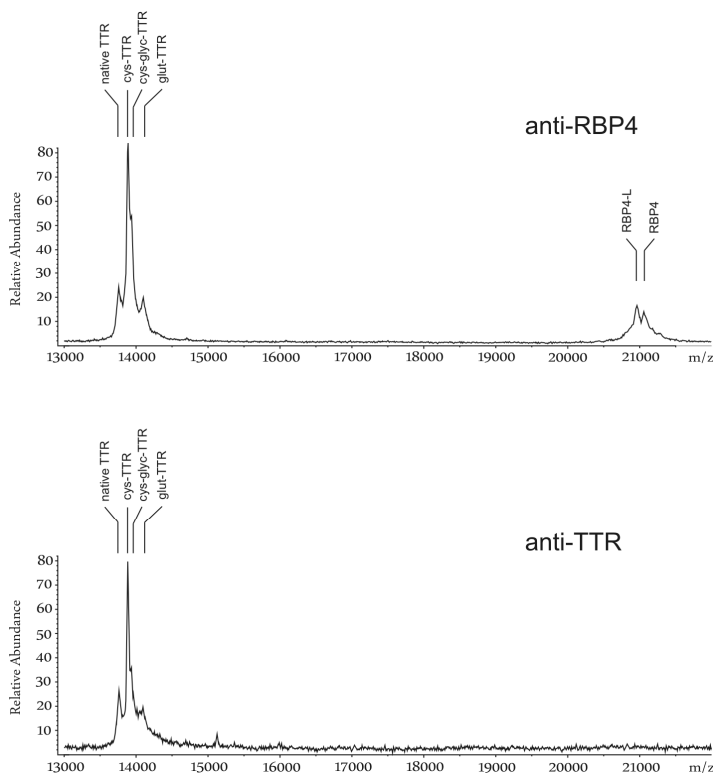 native TTR
cys-TTR
cys-glyc-TTR
glut-TTR
anti-RBP4
RBP4-L
RBP4
Relative Abundance
80
70
60
50
40
30
20
10
13000 14000 15000 16000 17000 18000 19000 20000 21000 m/z
native TTR
cys-TTR
cys-glyc-TTR
glut-TTR
anti-TTR
Relative Abundance
80
70
60
50
40
30
20
10
13000 14000 15000 16000 17000 18000 19000 20000 21000 m/z